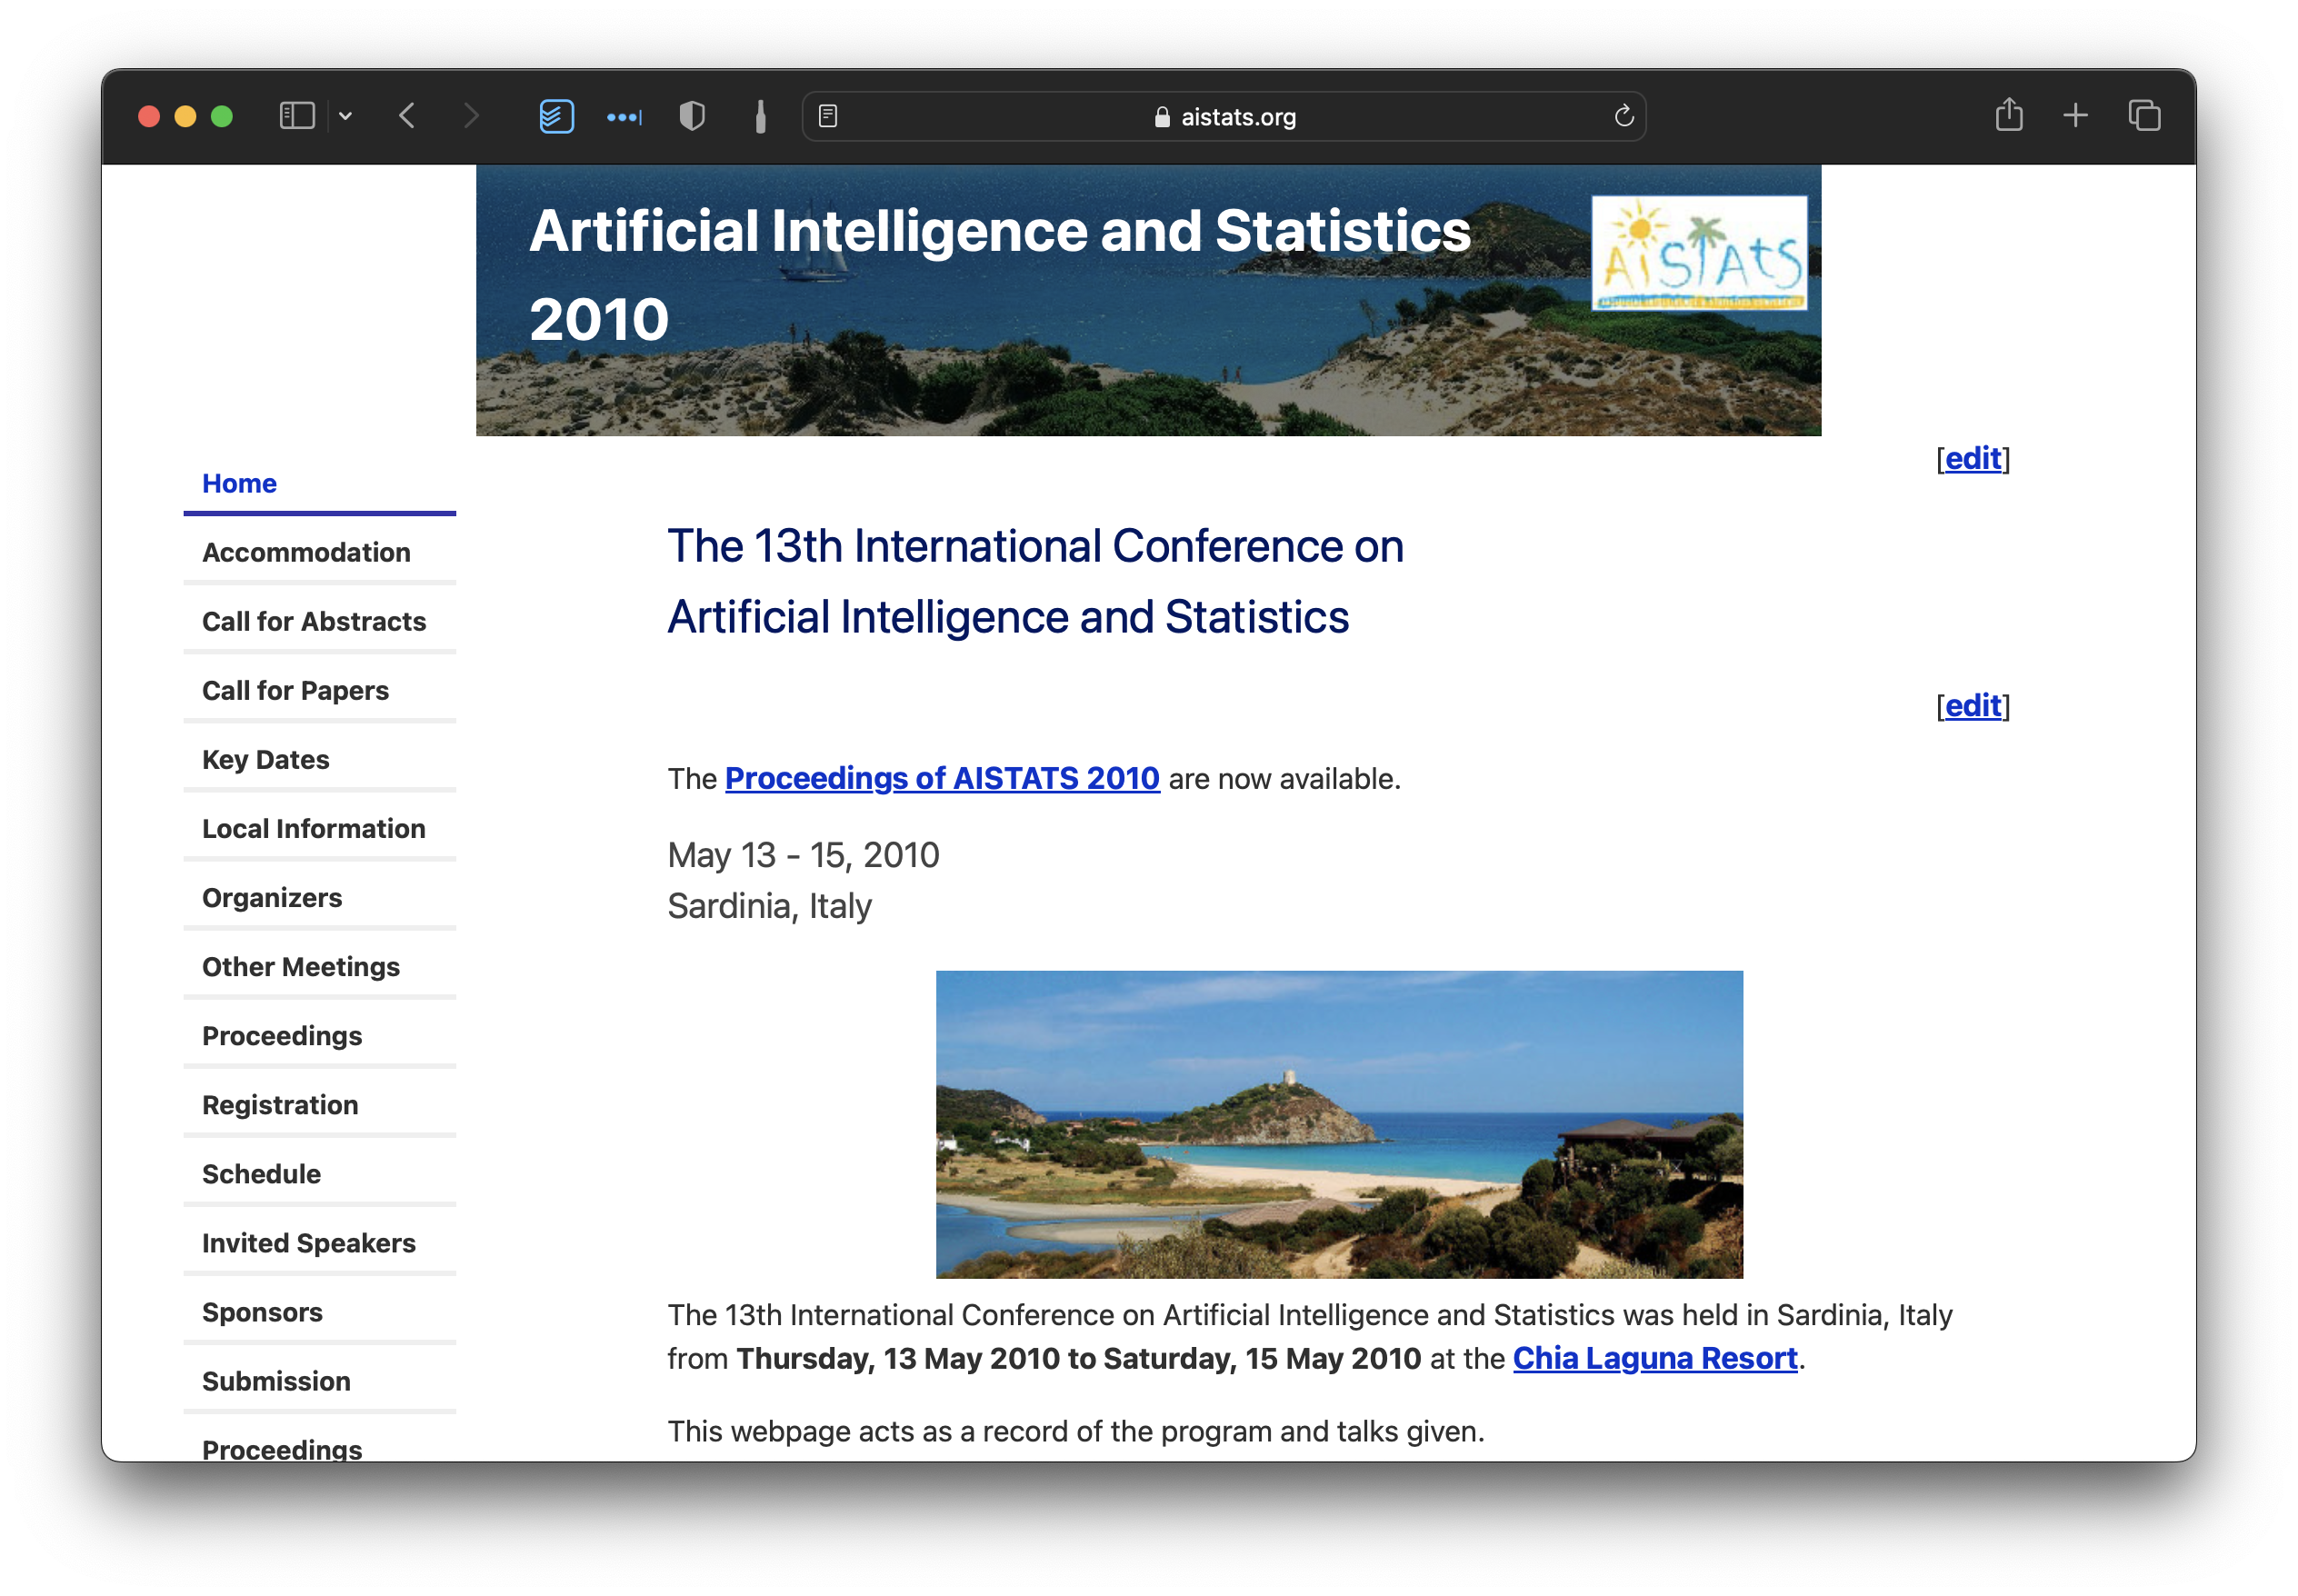 aistats.org
Artificial Intelligence and Statistics
2010
AISTATS
[edit]
Home
Accommodation
Call for Abstracts
Call for Papers
Key Dates
Local Information
Organizers
Other Meetings
Proceedings
Registration
Schedule
Invited Speakers
Sponsors
Submission
Proceedings
The 13th International Conference on
Artificial Intelligence and Statistics
[edit]
The Proceedings of AISTATS 2010 are now available.
May 13 - 15, 2010
Sardinia, Italy
The 13th International Conference on Artificial Intelligence and Statistics was held in Sardinia, Italy
from Thursday, 13 May 2010 to Saturday, 15 May 2010 at the Chia Laguna Resort.
This webpage acts as a record of the program and talks given.